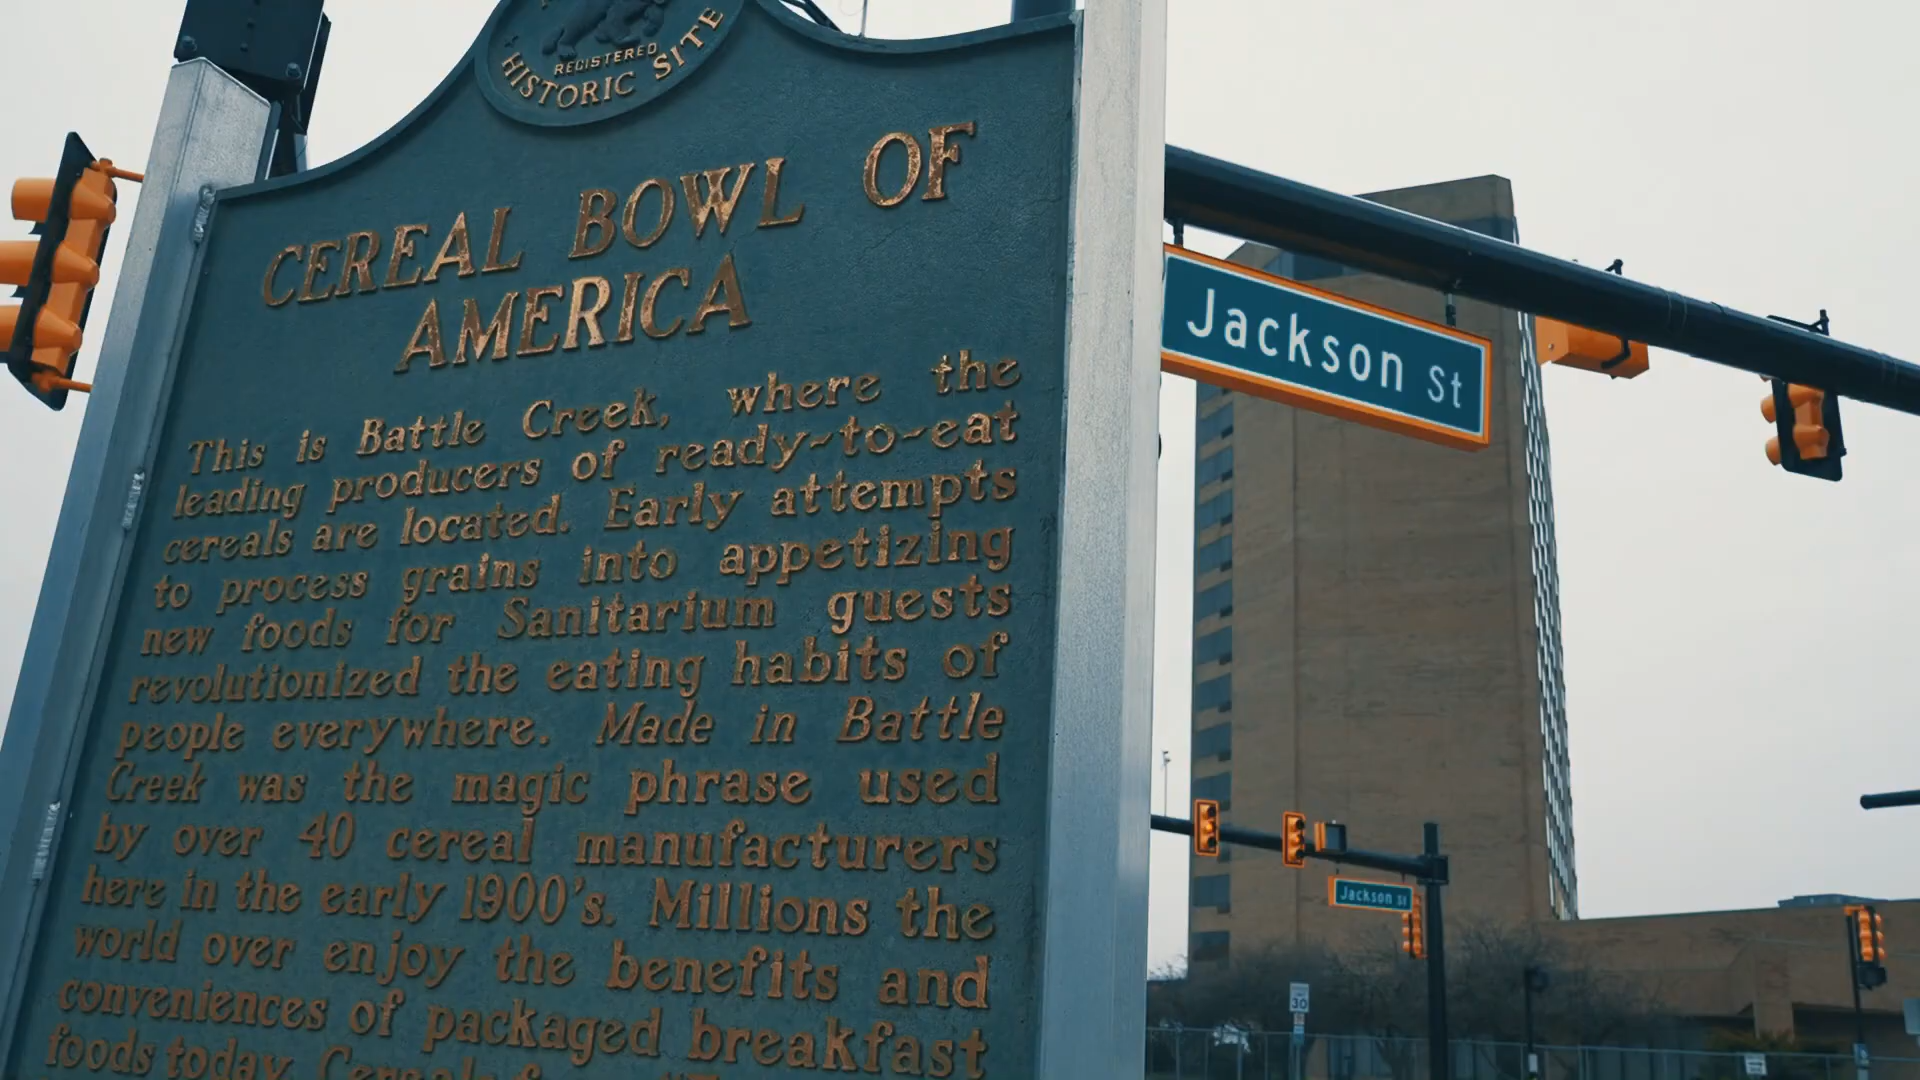 REGISTERED
HISTORIC SITE
CEREAL BOWL OF
AMERICA
This is Battle Creek, where the
leading producers of ready-to-eat
cereals are located. Early attempts
to process grains into appetizing
new foods for Sanitarium guests
revolutionized the eating habits of
people everywhere. Made in Battle
Creek was the magic phrase used
by over 40 cereal manufacturers
here in the early 1900's. Millions the
world over enjoy the benefits and
conveniences of packaged breakfast
foods today.
Jackson St
Jackson St
30